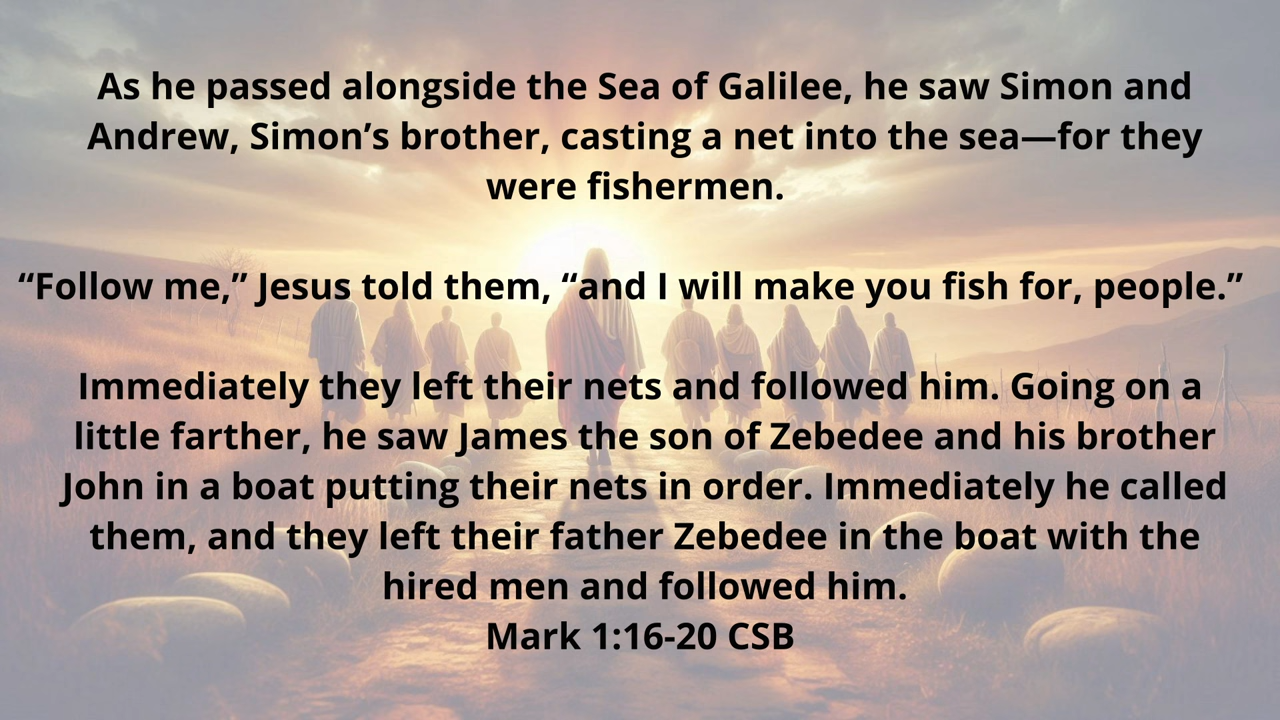 As he passed alongside the Sea of Galilee, he saw Simon and
Andrew, Simon’s brother, casting a net into the sea—for they
were fishermen.
“Follow me,” Jesus told them, “and I will make you fish for, people.”
Immediately they left their nets and followed him. Going on a
little farther, he saw James the son of Zebedee and his brother
John in a boat putting their nets in order. Immediately he called
them, and they left their father Zebedee in the boat with the
hired men and followed him.
Mark 1:16-20 CSB